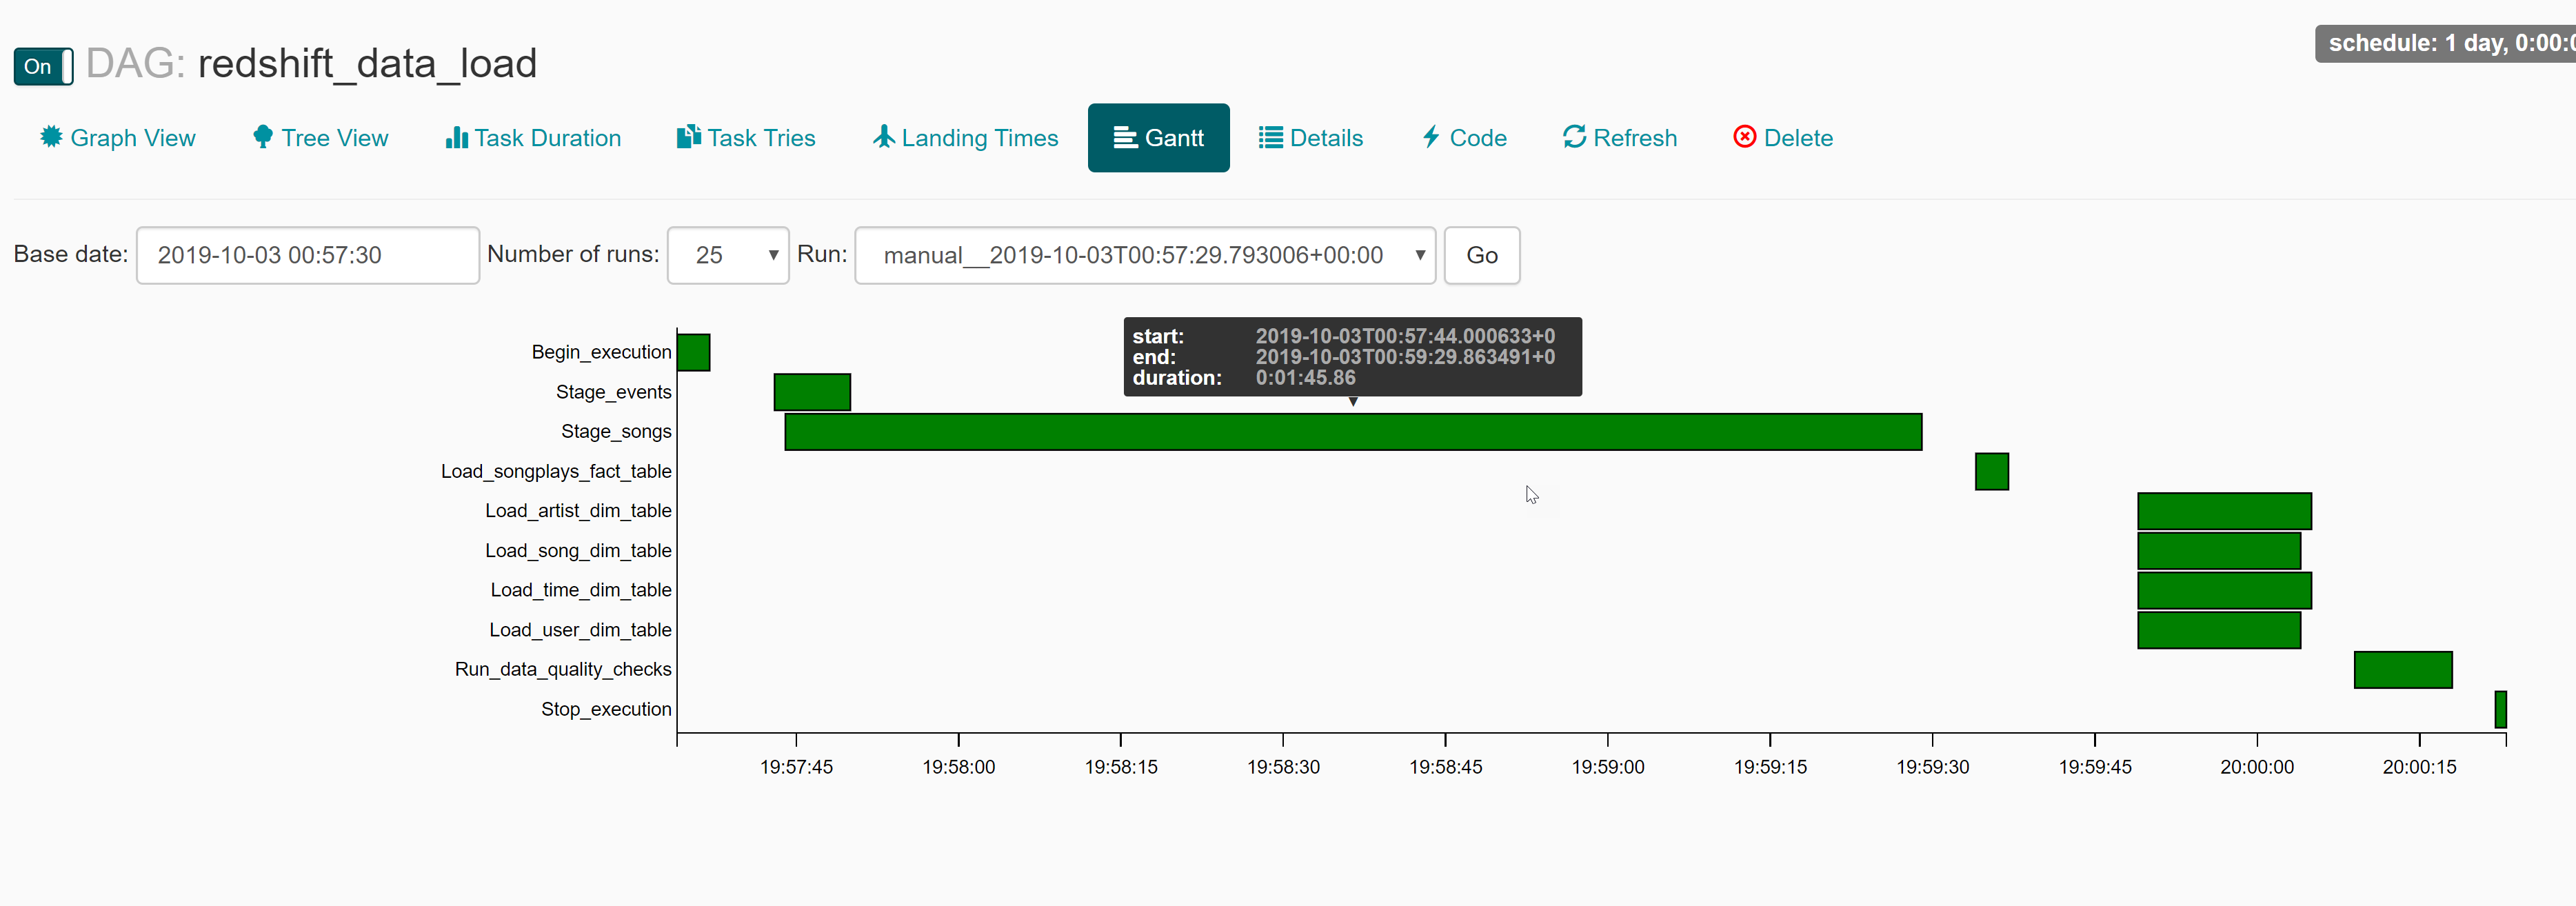 On DAG: redshift_data_load
schedule: 1 day, 0:00:0
Graph View Tree View Task Duration Task Tries Landing Times Gantt Details Code Refresh Delete
Base date: 2019-10-03 00:57:30 Number of runs: 25 Run: manual__2019-10-03T00:57:29.793006+00:00 Go
start: 2019-10-03T00:57:44.000633+0
end: 2019-10-03T00:59:29.863491+0
duration: 0:01:45.86
Begin_execution
Stage_events
Stage_songs
Load_songplays_fact_table
Load_artist_dim_table
Load_song_dim_table
Load_time_dim_table
Load_user_dim_table
Run_data_quality_checks
Stop_execution
19:57:45 19:58:00 19:58:15 19:58:30 19:58:45 19:59:00 19:59:15 19:59:30 19:59:45 20:00:00 20:00:15